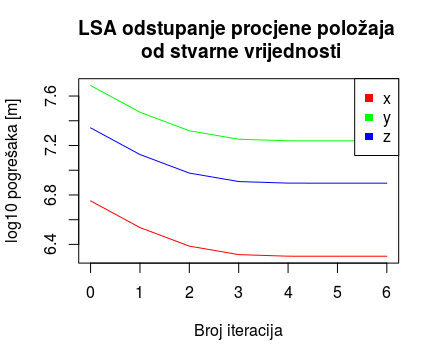 LSA odstupanje procjene položaja
od stvarne vrijednosti
log10 pogrešaka [m]
7.6
7.2
6.8
6.4
x
y
z
0 1 2 3 4 5 6
Broj iteracija